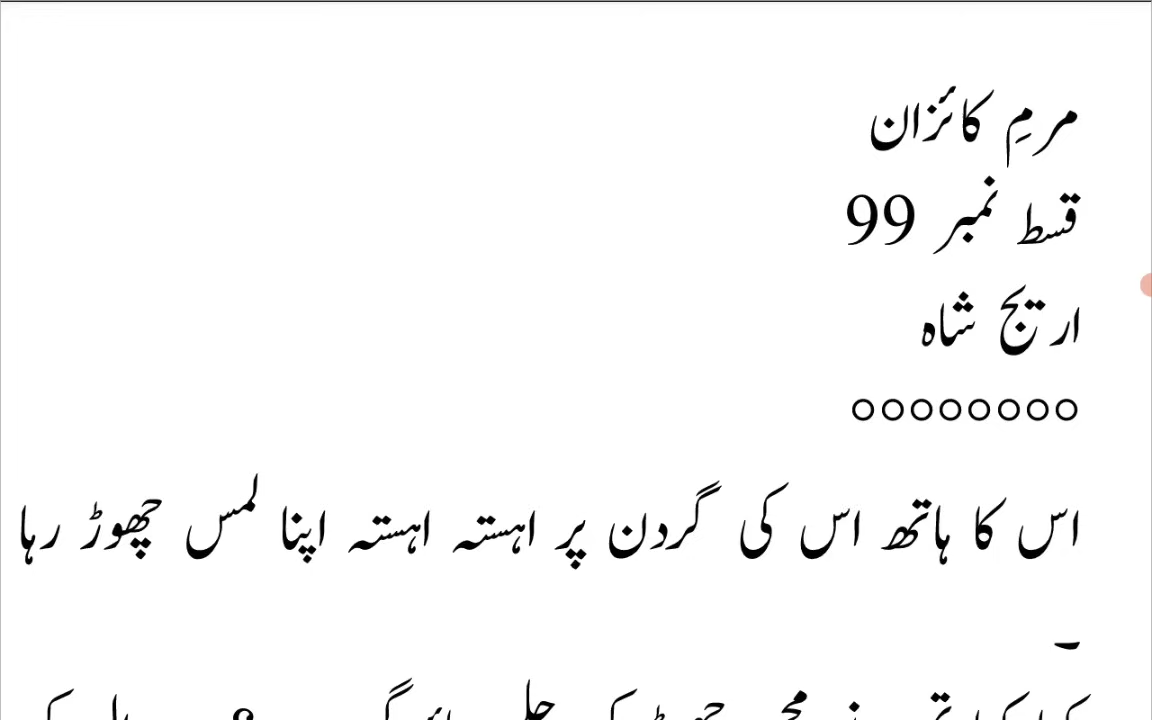 مرمِ کائزان
قسط نمبر 99
اریج شاہ
○○○○○○○○
اس کا ہاتھ اس کی گردن پر اہستہ اہستہ اپنا لمس چھوڑ رہا
۔